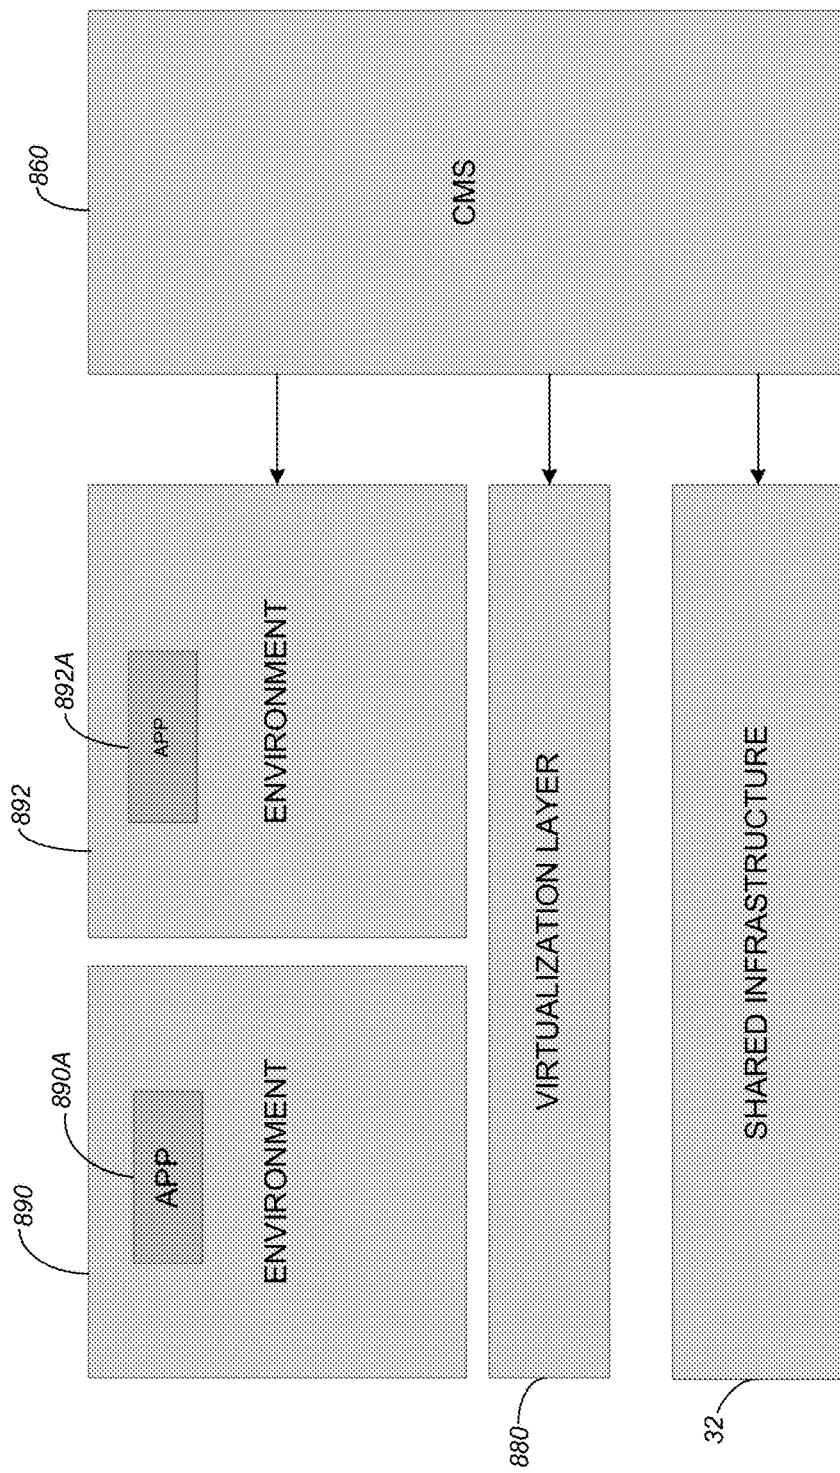 890
890A
892
892A
860
APP
APP
ENVIRONMENT
ENVIRONMENT
CMS
880
VIRTUALIZATION LAYER
32
SHARED INFRASTRUCTURE